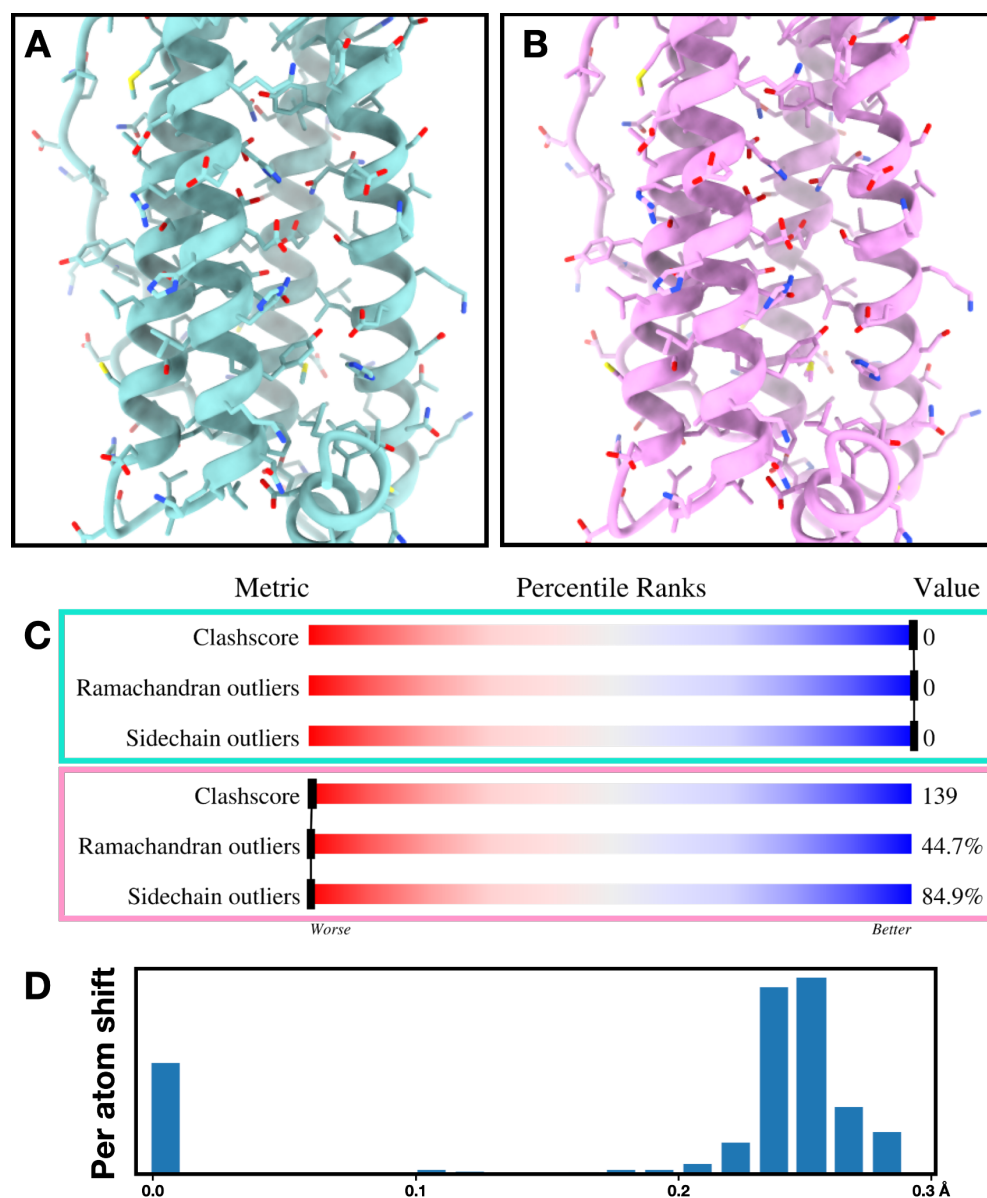 A
B
Metric Percentile Ranks Value
C
Clashscore 0
Ramachandran outliers 0
Sidechain outliers 0
Clashscore 139
Ramachandran outliers 44.7%
Sidechain outliers 84.9%
Worse Better
D
Per atom shift
0.0 0.1 0.2 0.3 Å